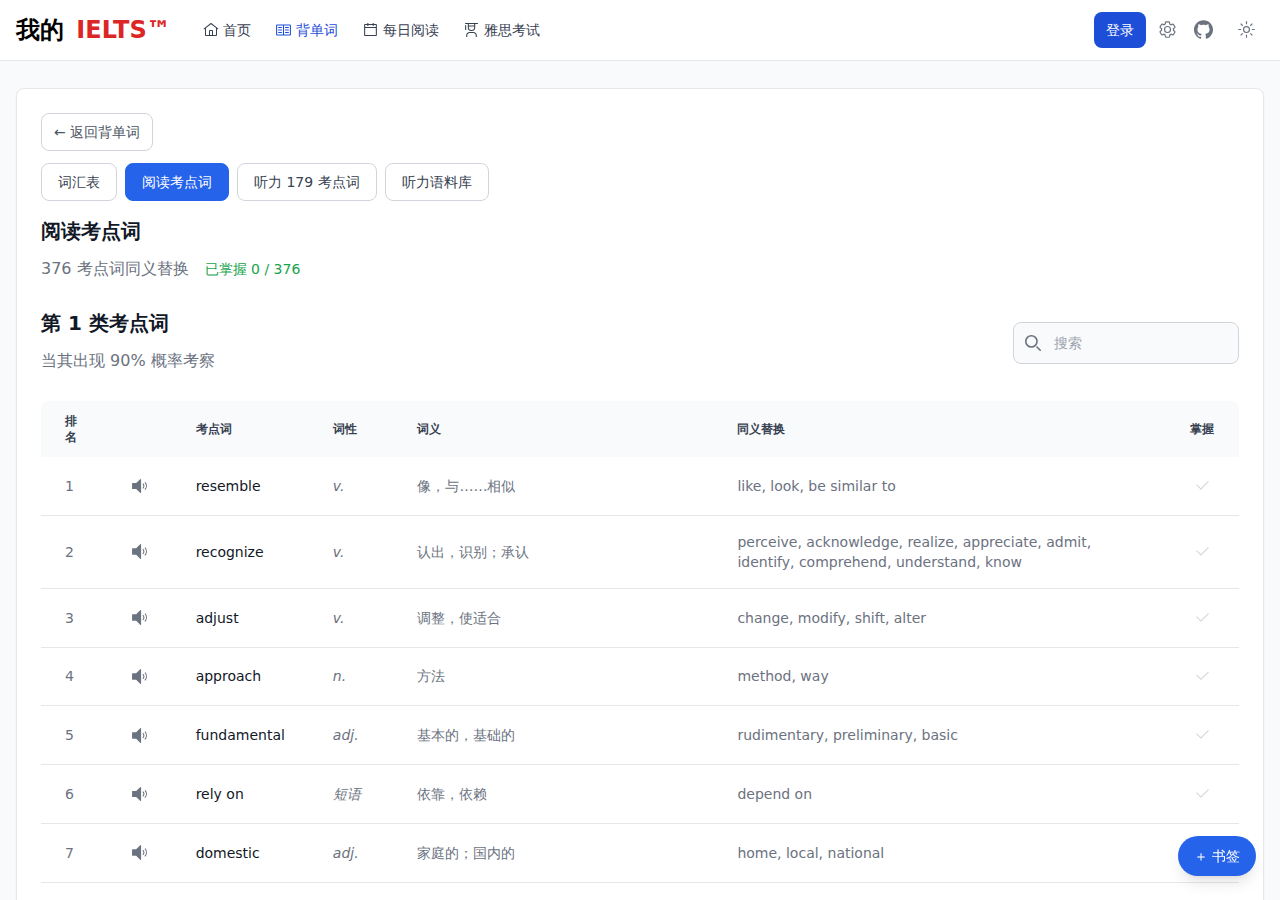 我的 IELTS™ 首页 背单词 每日阅读 雅思考试 登录
← 返回背单词
词汇表 阅读考点词 听力 179 考点词 听力语料库
阅读考点词
376 考点词同义替换 已掌握 0 / 376
第 1 类考点词
搜索
当其出现 90% 概率考察
排名 考点词 词性 词义 同义替换 掌握
1 resemble v. 像，与……相似 like, look, be similar to
2 recognize v. 认出，识别；承认 perceive, acknowledge, realize, appreciate, admit,
identify, comprehend, understand, know
3 adjust v. 调整，使适合 change, modify, shift, alter
4 approach n. 方法 method, way
5 fundamental adj. 基本的，基础的 rudimentary, preliminary, basic
6 rely on 短语 依靠，依赖 depend on
7 domestic adj. 家庭的；国内的 home, local, national
+ 书签